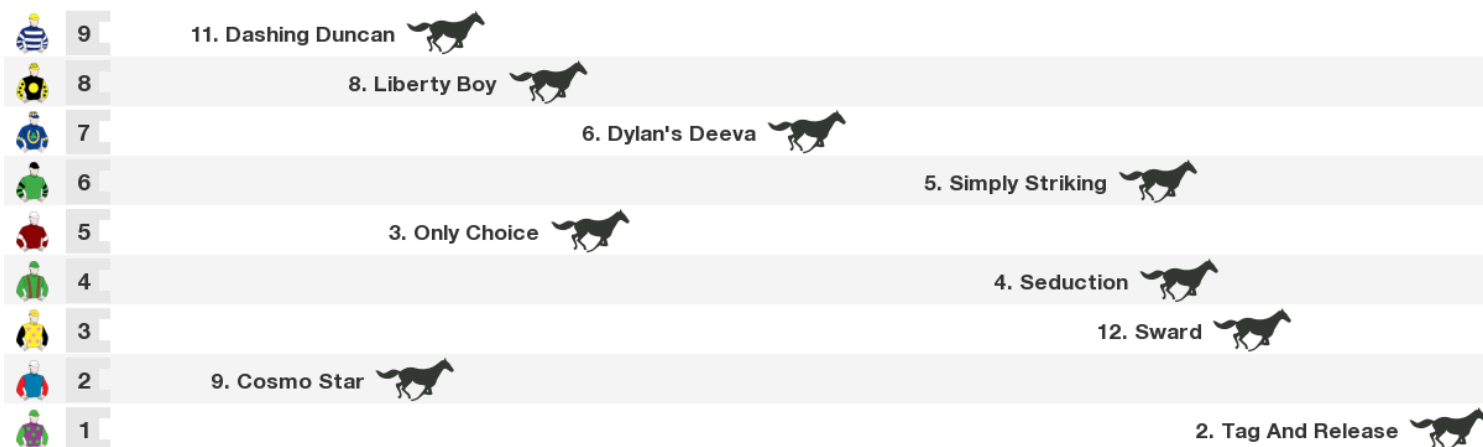 9 11. Dashing Duncan
8 8. Liberty Boy
7 6. Dylan's Deeva
6 5. Simply Striking
5 3. Only Choice
4 4. Seduction
3 12. Sward
2 9. Cosmo Star
1 2. Tag And Release